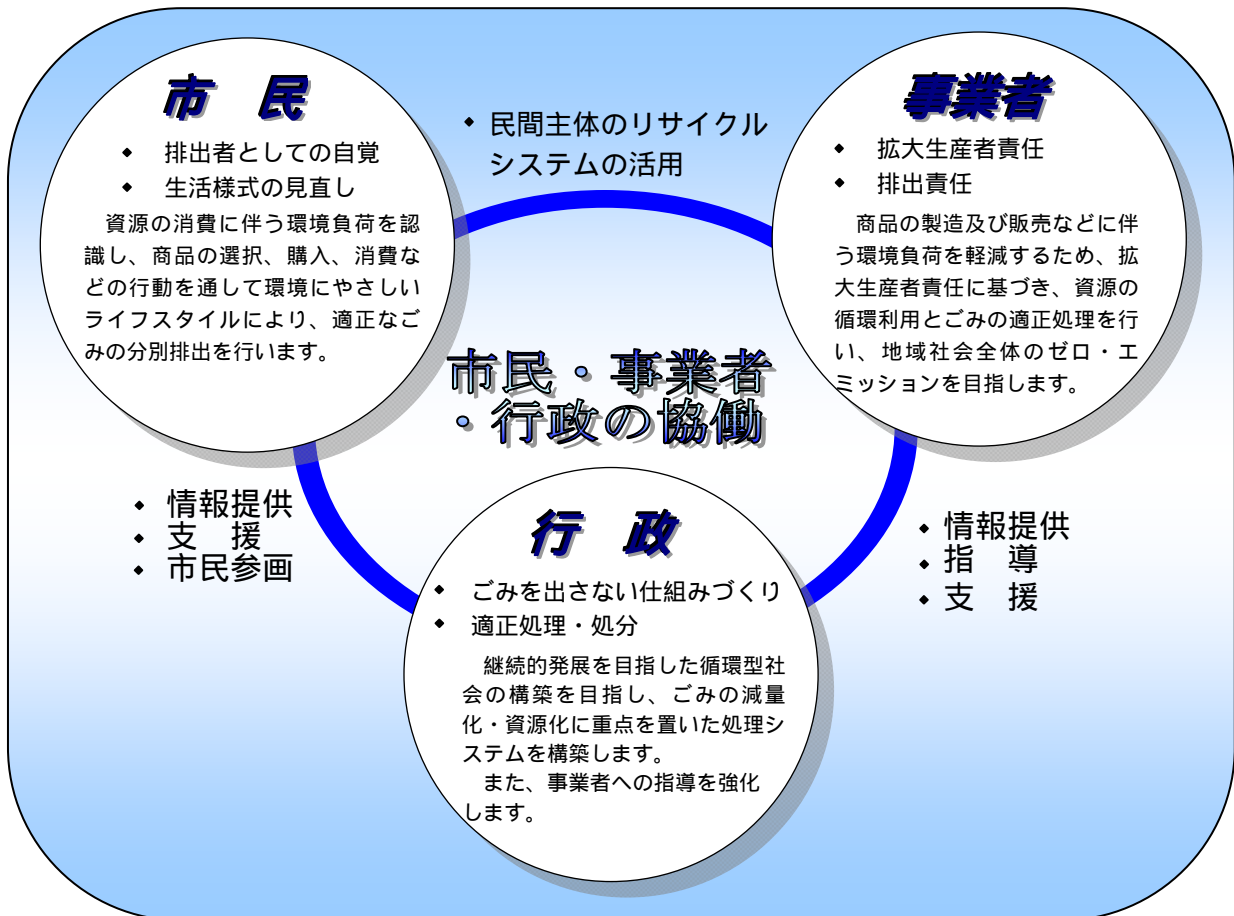 市　民
◆ 排出者としての自覚
◆ 生活様式の見直し
　資源の消費に伴う環境負荷を認
識し、商品の選択、購入、消費な
どの行動を通して環境にやさしい
ライフスタイルにより、適正なご
みの分別排出を行います。
◆ 民間主体のリサイクル
システムの活用
事業者
◆ 拡大生産者責任
◆ 排出責任
　商品の製造及び販売などに伴
う環境負荷を軽減するため、拡
大生産者責任に基づき、資源の
循環利用とごみの適正処理を行
い、地域社会全体のゼロ・エ
ミッションを目指します。
市民・事業者
・行政の協働
◆ 情報提供
◆ 支　援
◆ 市民参画
行　政
◆ ごみを出さない仕組みづくり
◆ 適正処理・処分
　継続的発展を目指した循環型社
会の構築を目指し、ごみの減量
化・資源化に重点を置いた処理シ
ステムを構築します。
　また、事業者への指導を強化
します。
◆ 情報提供
◆ 指　導
◆ 支　援